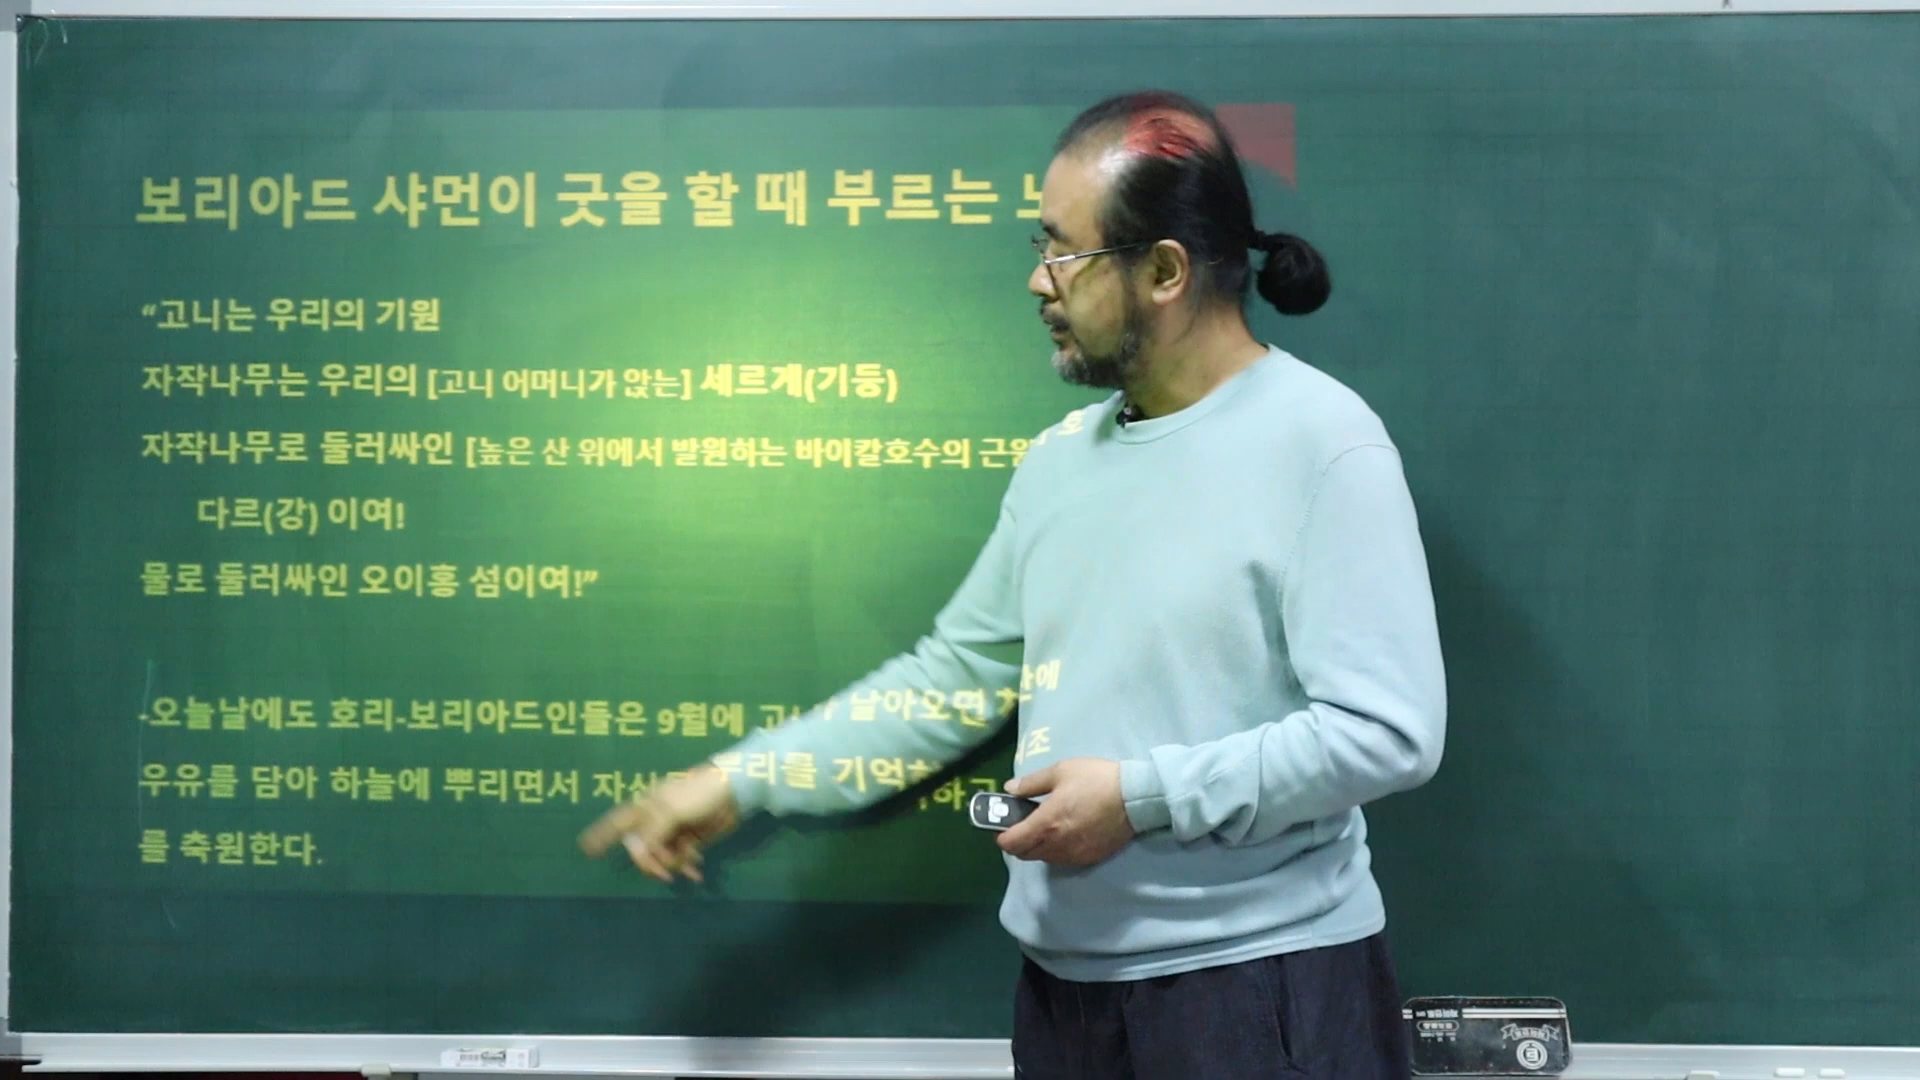 보리아드 샤먼이 굿을 할 때 부르는
“고니는 우리의 기원
자작나무는 우리의 [고니 어머니가 앉는] 세르게(기둥)
자작나무로 둘러싸인 [높은 산 위에서 발원하는 바이칼호수의 근원
다르(강) 이여!
물로 둘러싸인 오이홍 섬이여!”
-오늘날에도 호리-보리아드인들은 9월에 날아오면
우유를 담아 하늘에 뿌리면서 뿌리를
를 축원한다.